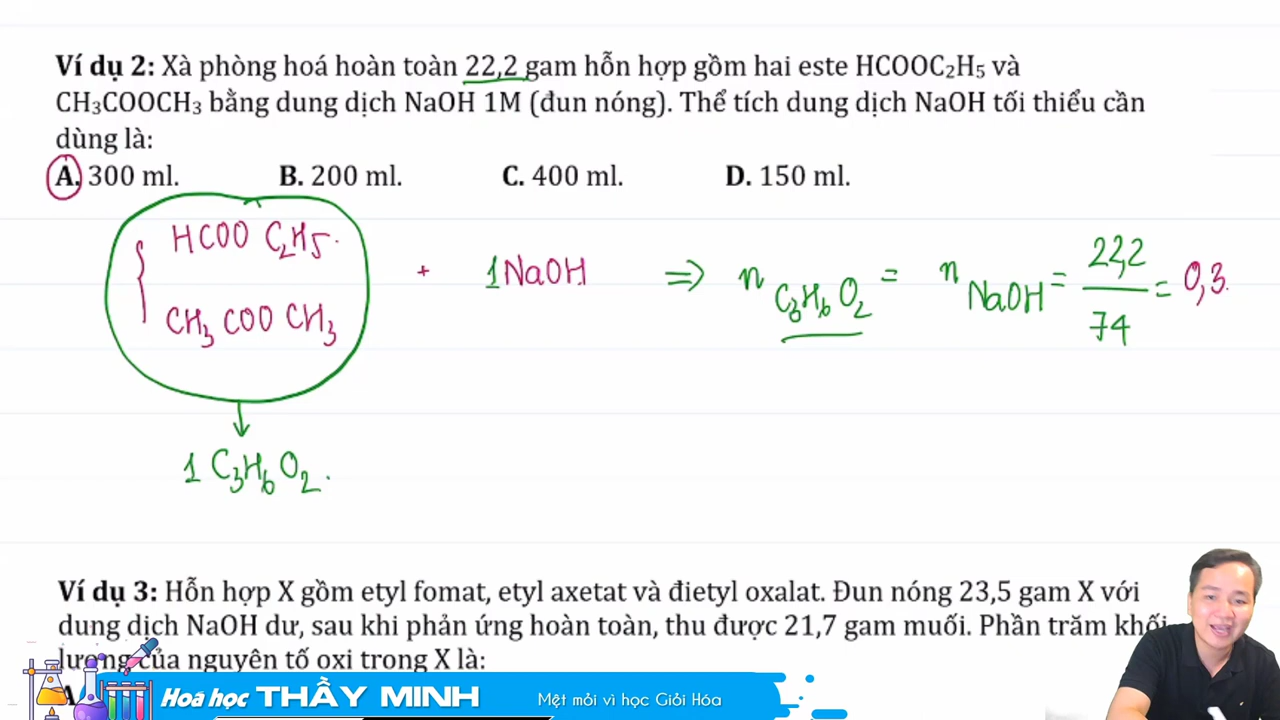 Ví dụ 2: Xà phòng hoá hoàn toàn 22,2 gam hỗn hợp gồm hai este HCOOC₂H₅ và
CH₃COOCH₃ bằng dung dịch NaOH 1M (đun nóng). Thể tích dung dịch NaOH tối thiểu cần
dùng là:
A. 300 ml. B. 200 ml. C. 400 ml. D. 150 ml.
HCOO C₂H₅.
CH₃ COO CH₃
+ 1NaOH ⇒ n C₃H₆O₂ = n NaOH = 22,2 / 74 = 0,3.
1 C₃H₆O₂.
Ví dụ 3: Hỗn hợp X gồm etyl fomat, etyl axetat và đietyl oxalat. Đun nóng 23,5 gam X với
dung dịch NaOH dư, sau khi phản ứng hoàn toàn, thu được 21,7 gam muối. Phần trăm khối
lượng của nguyên tố oxi trong X là:
Hoá học THẦY MINH Mệt mỏi vì học Giỏi Hóa